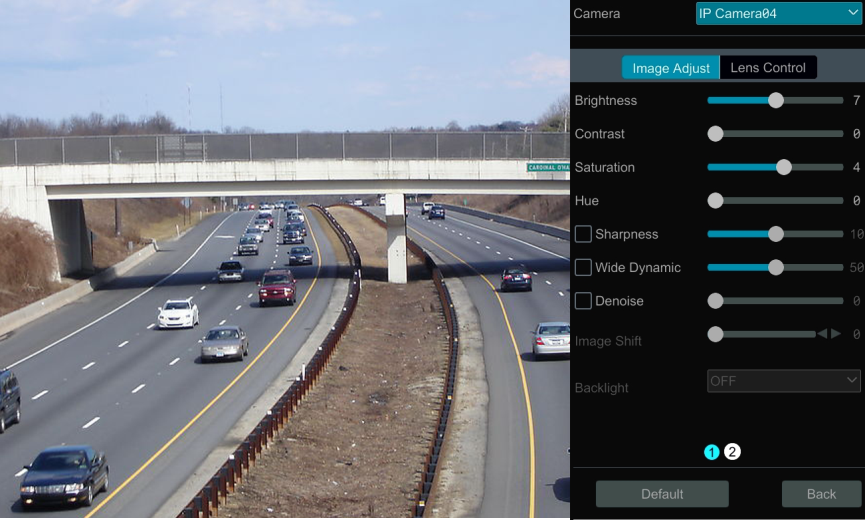 Camera IP Camera04
Image Adjust Lens Control
Brightness 7
Contrast 0
Saturation 4
Hue 0
Sharpness 10
Wide Dynamic 50
Denoise 0
Image Shift 0
Backlight OFF
1 2
Default Back
CARDINAL